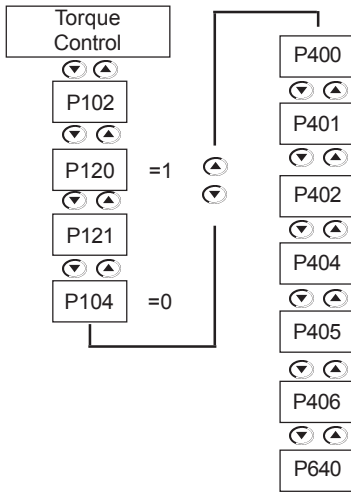 Torque
Control
P102
P120 =1
P121
P104 =0
P400
P401
P402
P404
P405
P406
P640